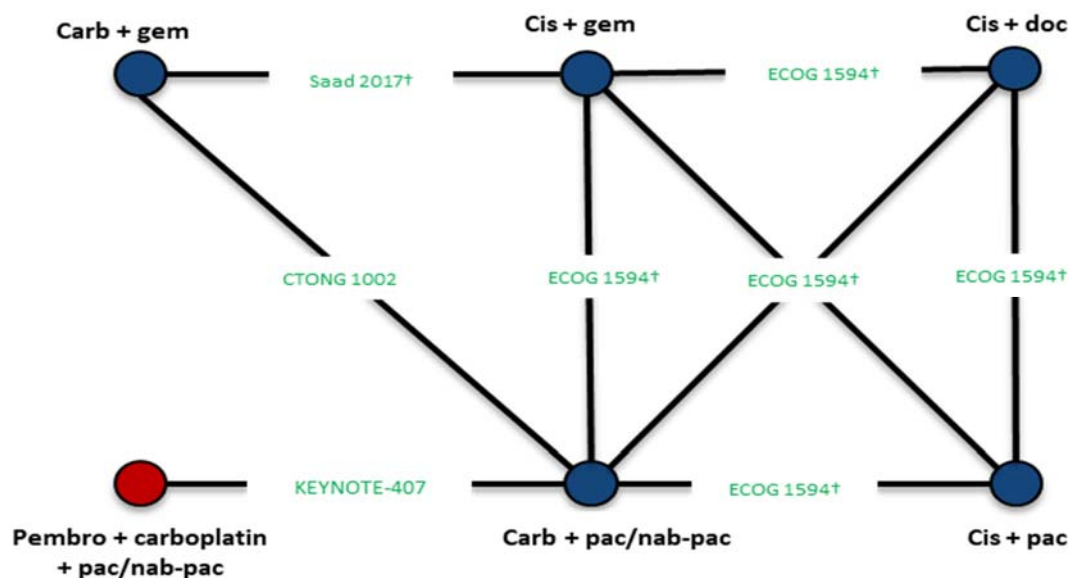 Carb + gem
Cis + gem
Cis + doc
Saad 2017†
ECOG 1594†
CTONG 1002
ECOG 1594†
ECOG 1594†
ECOG 1594†
KEYNOTE-407
ECOG 1594†
Pembro + carboplatin
+ pac/nab-pac
Carb + pac/nab-pac
Cis + pac